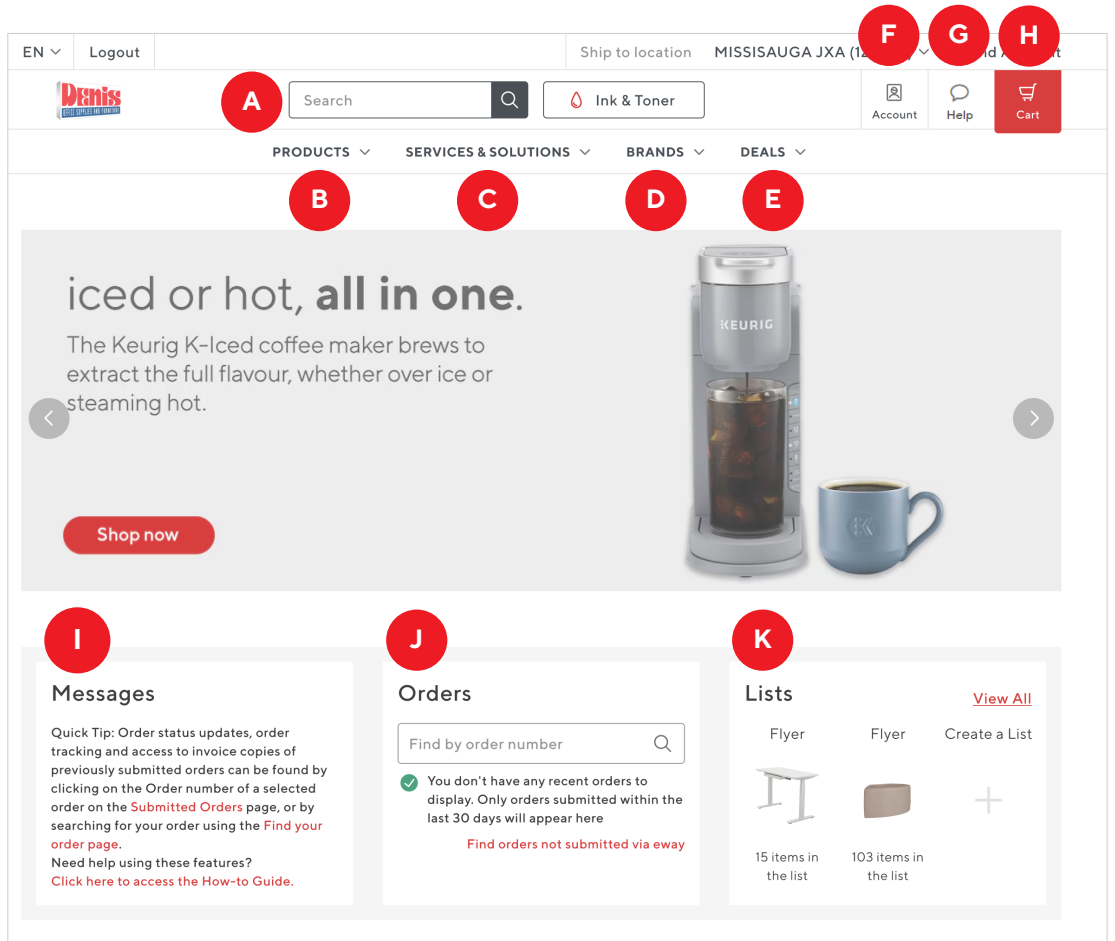 F G H
EN Logout Ship to location MISSISAUGA JXA
A
Denis
OFFICE SUPPLIES AND FURNITURE
Search
Ink & Toner
Account
Help
Cart
PRODUCTS SERVICES & SOLUTIONS BRANDS DEALS
B C D E
iced or hot, all in one.
The Keurig K-Iced coffee maker brews to
extract the full flavour, whether over ice or
steaming hot.
KEURIG
K
Shop now
I
Messages
Quick Tip: Order status updates, order
tracking and access to invoice copies of
previously submitted orders can be found by
clicking on the Order number of a selected
order on the Submitted Orders page, or by
searching for your order using the Find your
order page.
Need help using these features?
Click here to access the How-to Guide.
J
Orders
Find by order number
You don't have any recent orders to
display. Only orders submitted within the
last 30 days will appear here
Find orders not submitted via eway
K
Lists
View All
Flyer Flyer Create a List
15 items in
the list
103 items in
the list